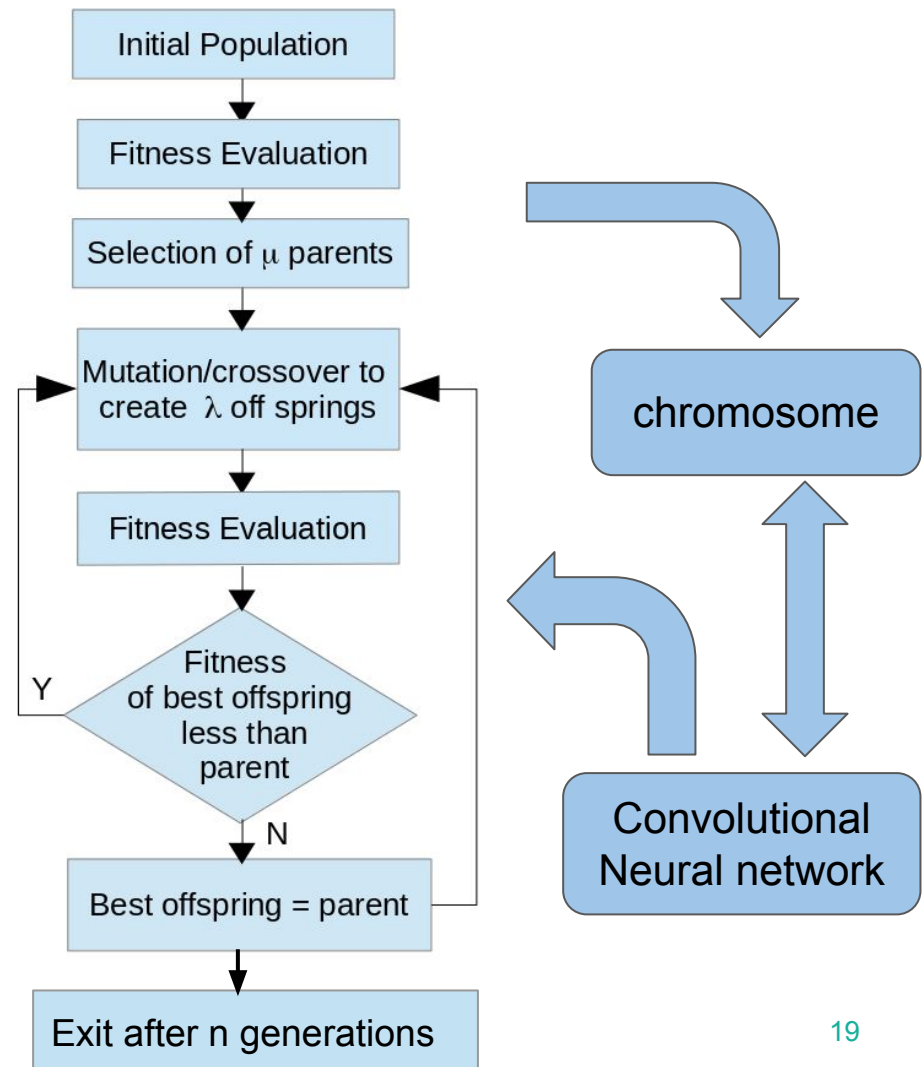 Initial Population
Fitness Evaluation
Selection of μ parents
Mutation/crossover to
create λ off springs
Fitness Evaluation
Fitness
of best offspring
less than
parent
Y
N
Best offspring = parent
Exit after n generations
chromosome
Convolutional
Neural network
19